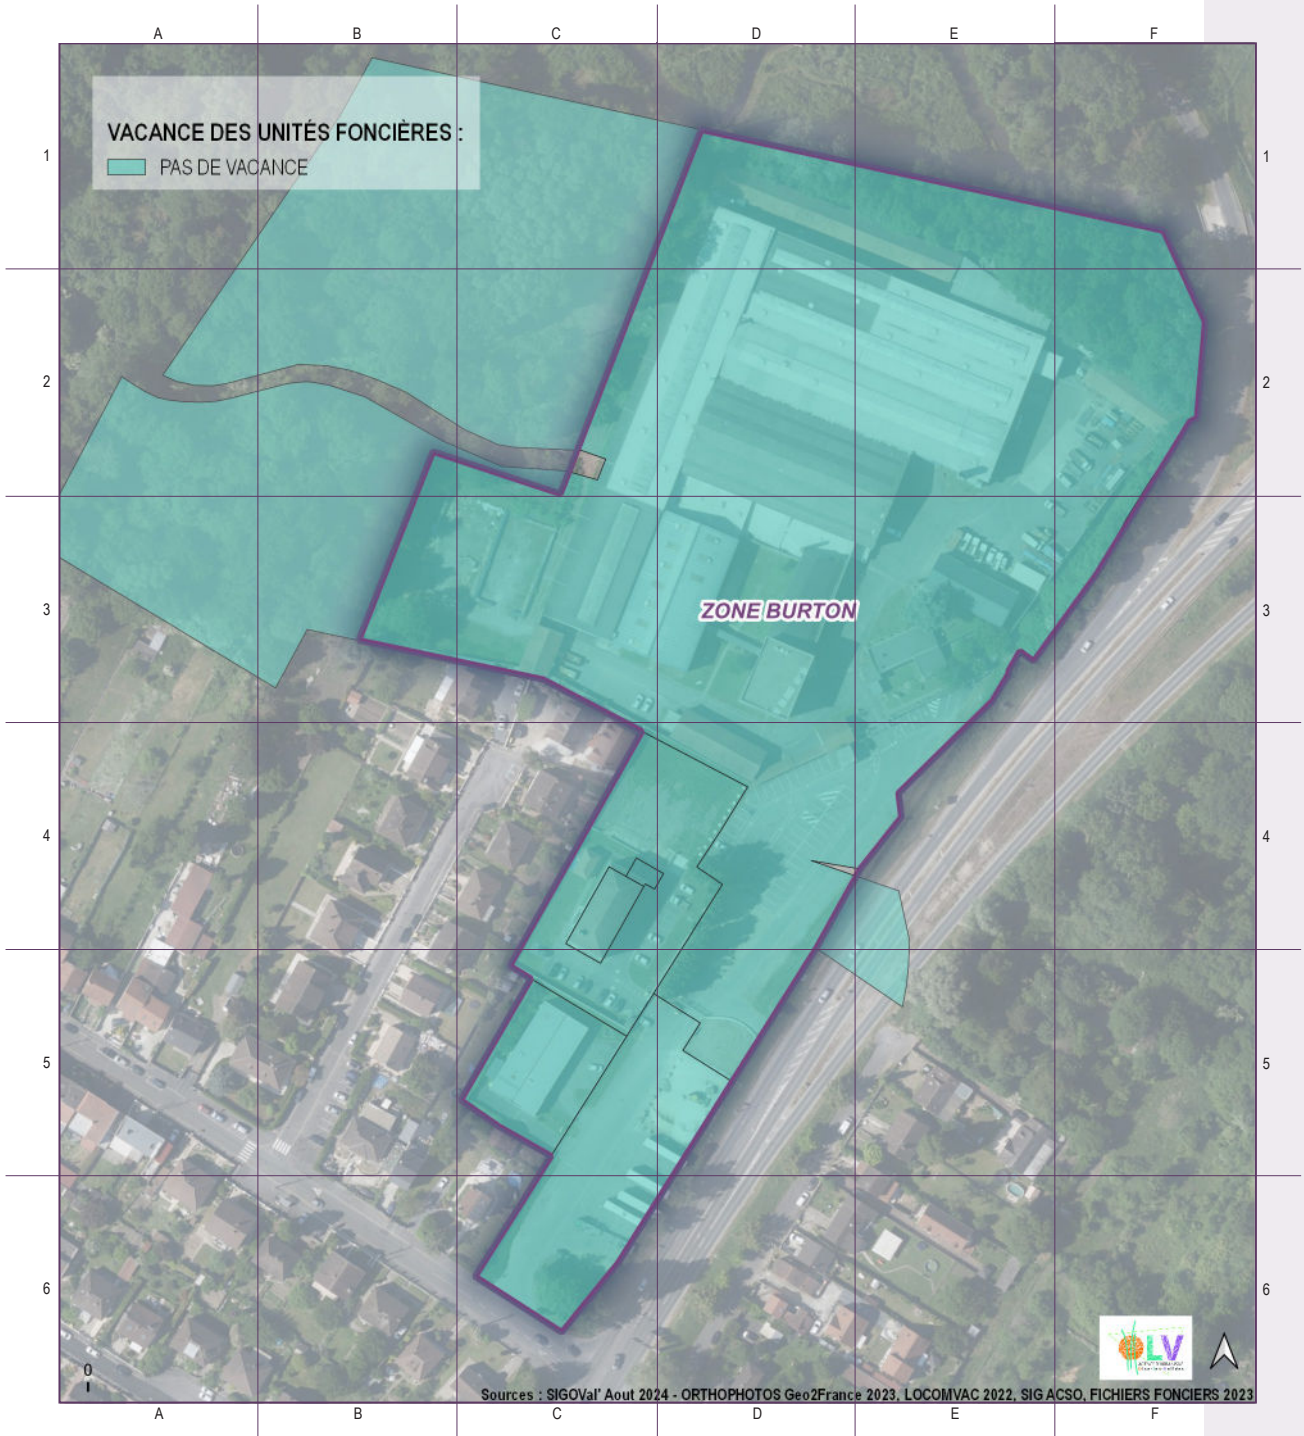 A B C D E F
VACANCE DES UNITÉS FONCIÈRES :
PAS DE VACANCE
1 1
2 2
3 3
ZONE BURTON
4 4
5 5
6 6
LV
0
Sources : SIGOVal' Aout 2024 - ORTHOPHOTOS Geo2France 2023, LOCOMVAC 2022, SIG ACSO, FICHIERS FONCIERS 2023
A B C D E F